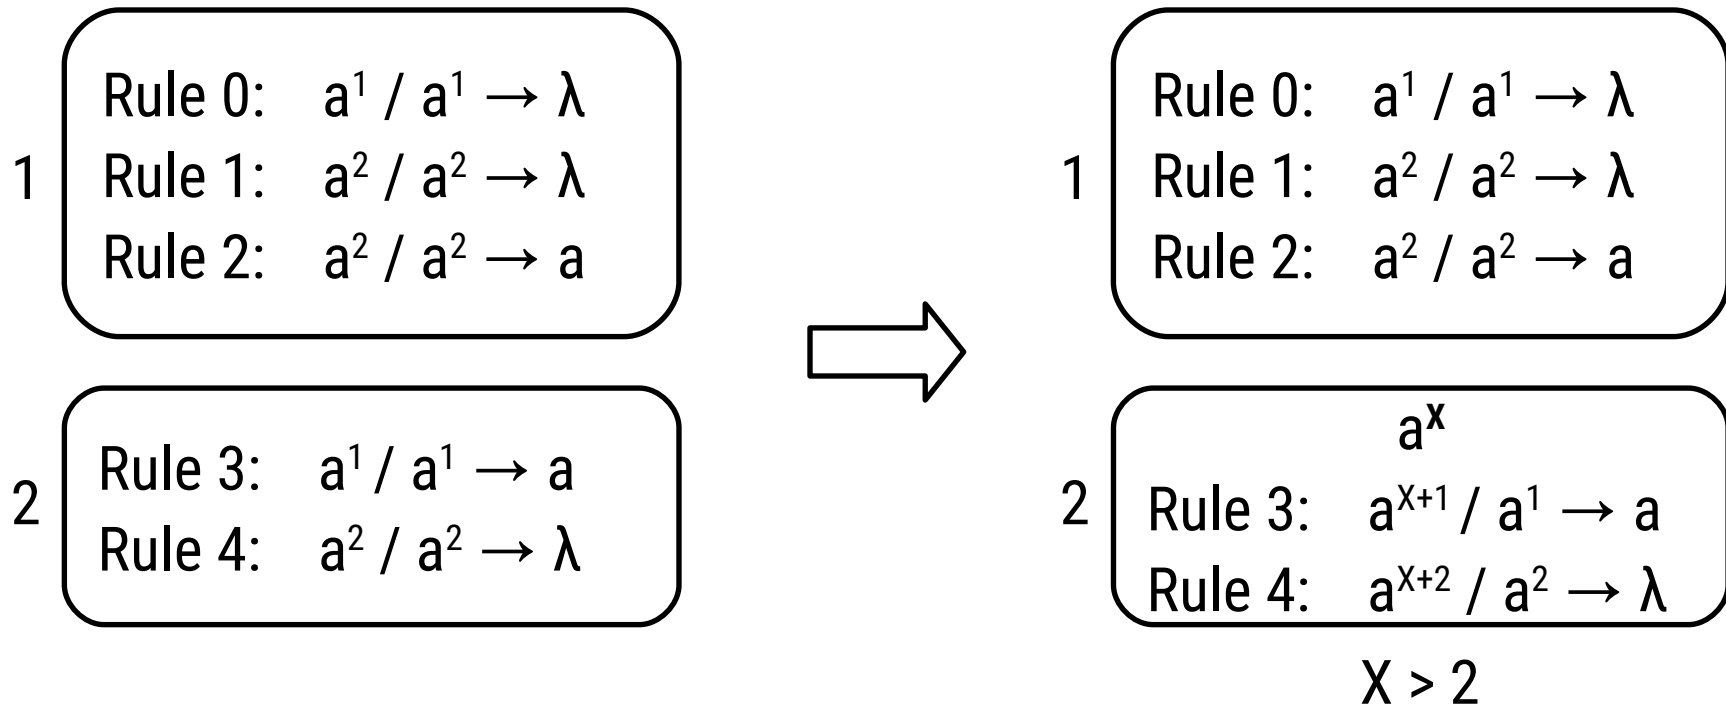 1
Rule 0: a¹ / a¹ → λ
Rule 1: a² / a² → λ
Rule 2: a² / a² → a
2
Rule 3: a¹ / a¹ → a
Rule 4: a² / a² → λ
1
Rule 0: a¹ / a¹ → λ
Rule 1: a² / a² → λ
Rule 2: a² / a² → a
2
aˣ
Rule 3: a^(X+1) / a¹ → a
Rule 4: a^(X+2) / a² → λ
X > 2